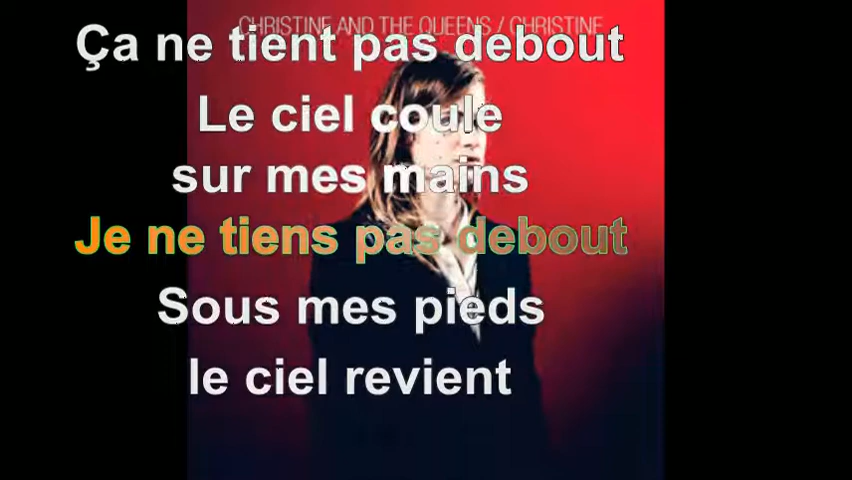 CHRISTINE AND THE QUEENS / CHRISTINE
Ça ne tient pas debout
Le ciel coule
sur mes mains
Je ne tiens pas debout
Sous mes pieds
le ciel revient